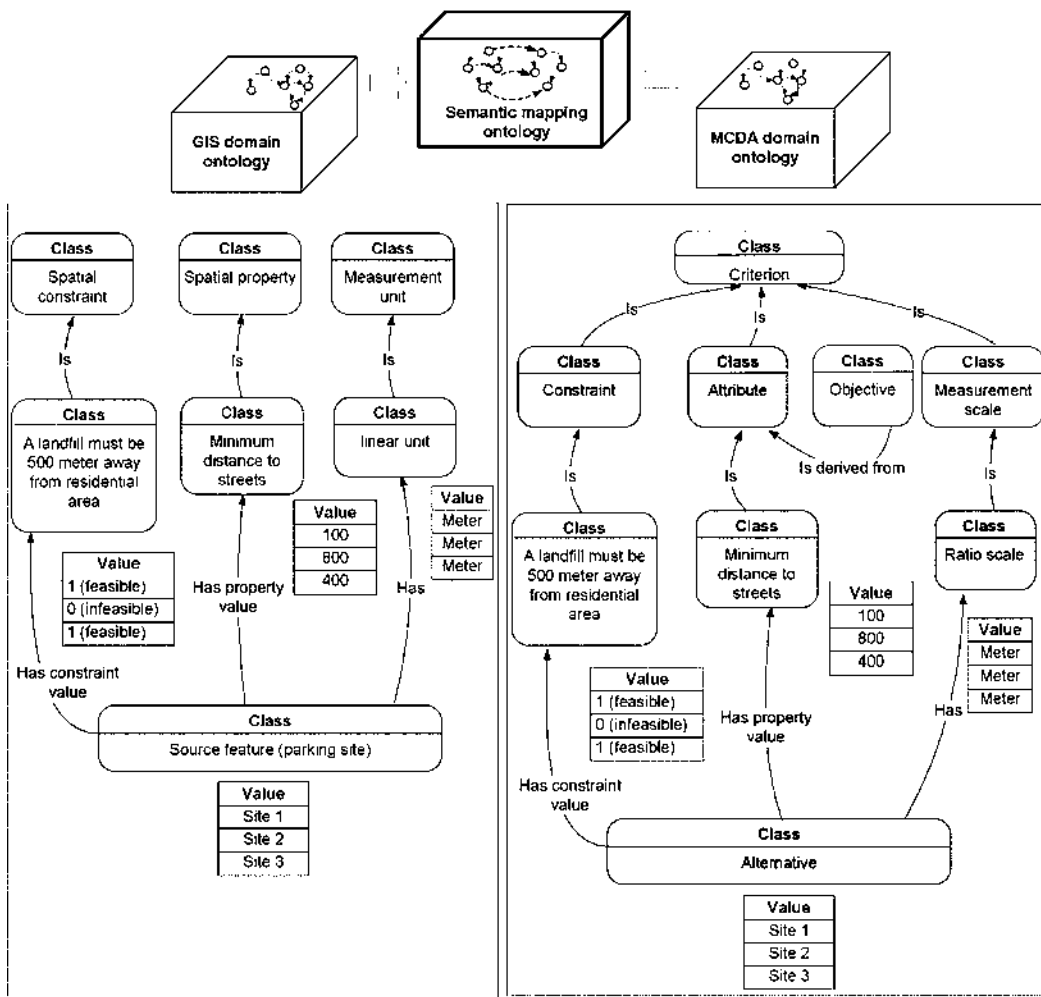 Semantic mapping
ontology
GIS domain
ontology
MCDA domain
ontology
Class
Spatial
constraint
Class
Spatial property
Class
Measurement
unit
Is
Is
Is
Class
A landfill must be
500 meter away
from residential
area
Class
Minimum
distance to
streets
Class
linear unit
Value
1 (feasible)
0 (infeasible)
1 (feasible)
Value
100
800
400
Value
Meter
Meter
Meter
Has constraint
value
Has property
value
Has
Class
Source feature (parking site)
Value
Site 1
Site 2
Site 3
Class
Criterion
Is
Is
Is
Class
Constraint
Class
Attribute
Class
Objective
Class
Measurement
scale
Is derived from
Is
Is
Is
Class
A landfill must be
500 meter away
from residential
area
Class
Minimum
distance to
streets
Class
Ratio scale
Value
1 (feasible)
0 (infeasible)
1 (feasible)
Value
100
800
400
Value
Meter
Meter
Meter
Has constraint
value
Has property
value
Has
Class
Alternative
Value
Site 1
Site 2
Site 3